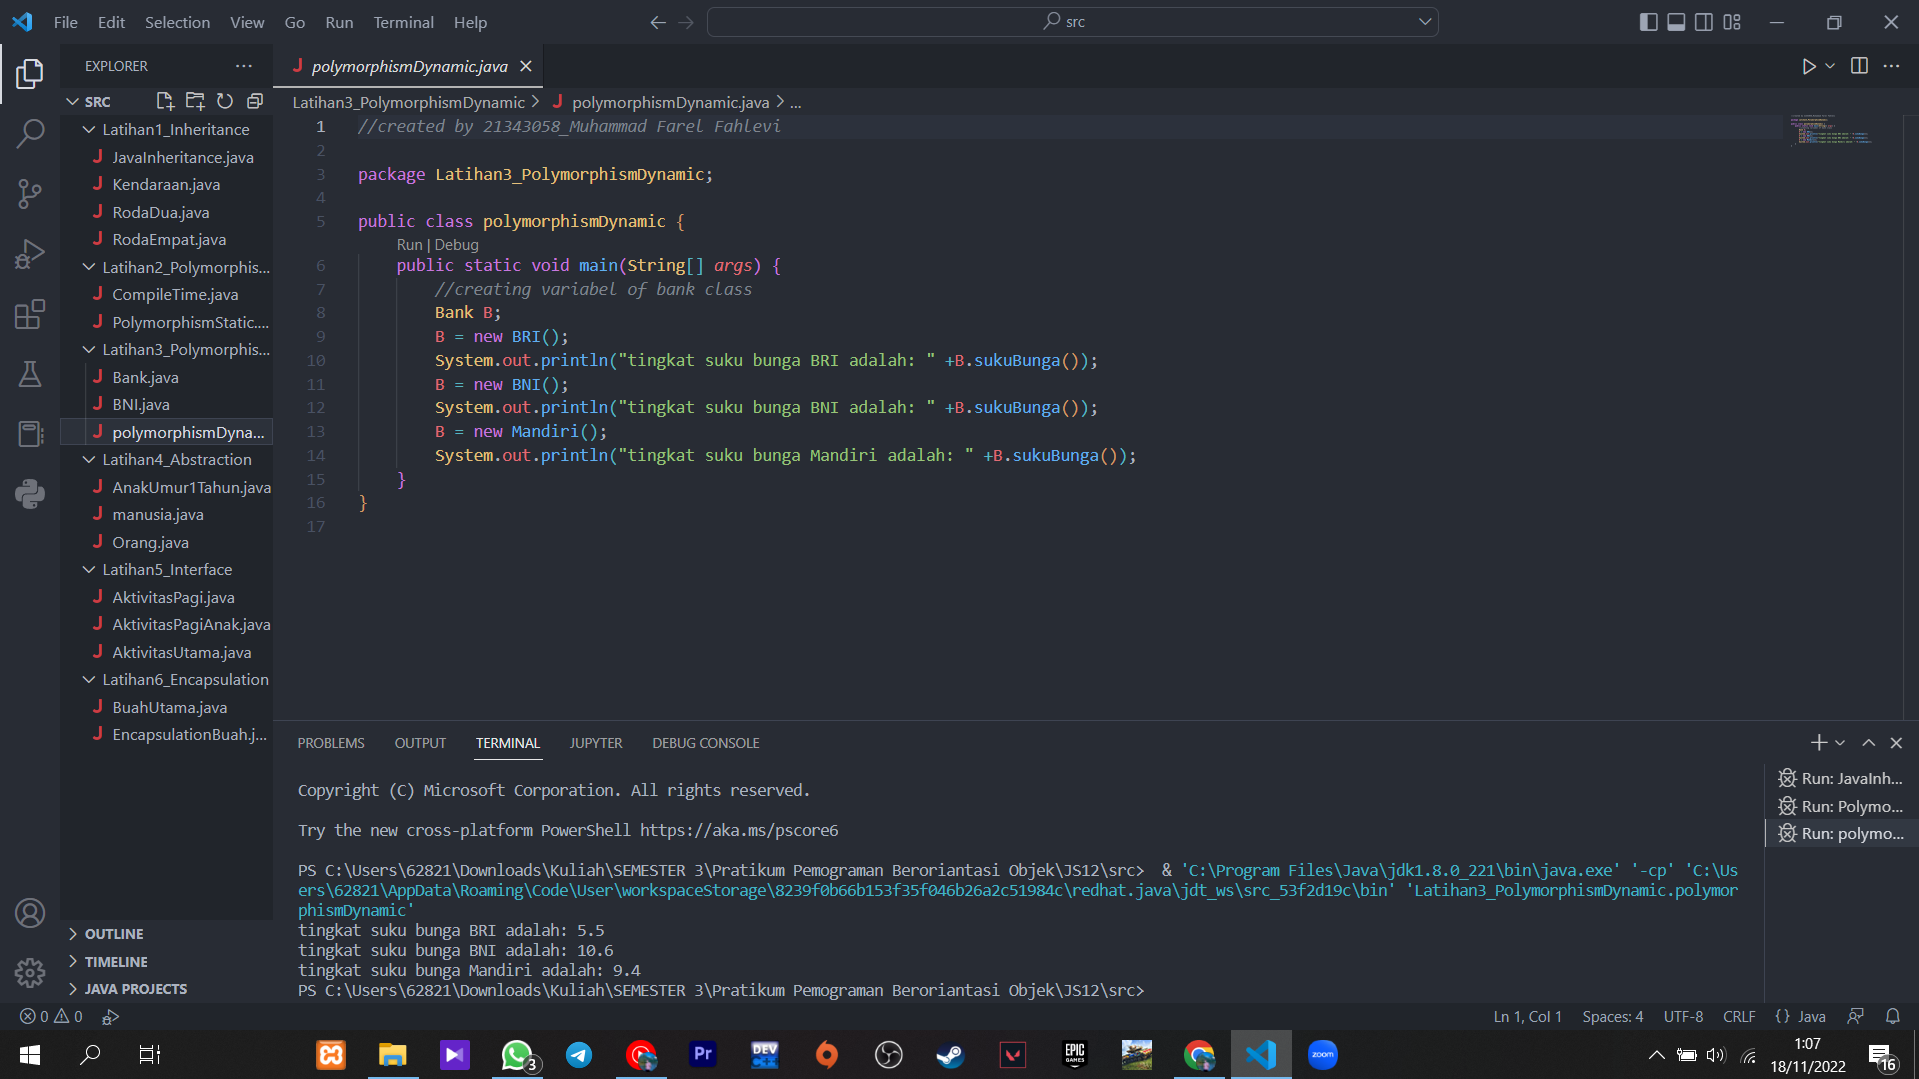 File Edit Selection View Go Run Terminal Help
src
EXPLORER
SRC
Latihan1_Inheritance
JavaInheritance.java
Kendaraan.java
RodaDua.java
RodaEmpat.java
Latihan2_Polymorphis...
CompileTime.java
PolymorphismStatic....
Latihan3_Polymorphis...
Bank.java
BNI.java
polymorphismDyna...
Latihan4_Abstraction
AnakUmur1Tahun.java
manusia.java
Orang.java
Latihan5_Interface
AktivitasPagi.java
AktivitasPagiAnak.java
AktivitasUtama.java
Latihan6_Encapsulation
BuahUtama.java
EncapsulationBuah.j...
OUTLINE
TIMELINE
JAVA PROJECTS
polymorphismDynamic.java
Latihan3_PolymorphismDynamic > polymorphismDynamic.java > ...
1 //created by 21343058_Muhammad Farel Fahlevi
2
3 package Latihan3_PolymorphismDynamic;
4
5 public class polymorphismDynamic {
Run | Debug
6 public static void main(String[] args) {
7 //creating variabel of bank class
8 Bank B;
9 B = new BRI();
10 System.out.println("tingkat suku bunga BRI adalah: " +B.sukuBunga());
11 B = new BNI();
12 System.out.println("tingkat suku bunga BNI adalah: " +B.sukuBunga());
13 B = new Mandiri();
14 System.out.println("tingkat suku bunga Mandiri adalah: " +B.sukuBunga());
15 }
16 }
17
PROBLEMS OUTPUT TERMINAL JUPYTER DEBUG CONSOLE
Copyright (C) Microsoft Corporation. All rights reserved.
Try the new cross-platform PowerShell https://aka.ms/pscore6
PS C:\Users\62821\Downloads\Kuliah\SEMESTER 3\Pratikum Pemograman Beroriantasi Objek\JS12\src> & 'C:\Program Files\Java\jdk1.8.0_221\bin\java.exe' '-cp' 'C:\Us
ers\62821\AppData\Roaming\Code\User\workspaceStorage\8239f0b66b153f35f046b26a2c51984c\redhat.java\jdt_ws\src_53f2d19c\bin' 'Latihan3_PolymorphismDynamic.polymor
phismDynamic'
tingkat suku bunga BRI adalah: 5.5
tingkat suku bunga BNI adalah: 10.6
tingkat suku bunga Mandiri adalah: 9.4
PS C:\Users\62821\Downloads\Kuliah\SEMESTER 3\Pratikum Pemograman Beroriantasi Objek\JS12\src>
Run: JavaInh...
Run: Polymo...
Run: polymo...
0 0
Ln 1, Col 1 Spaces: 4 UTF-8 CRLF {} Java
3
Pr
DEV C++
EPIC GAMES
zoom
1:07
18/11/2022
16